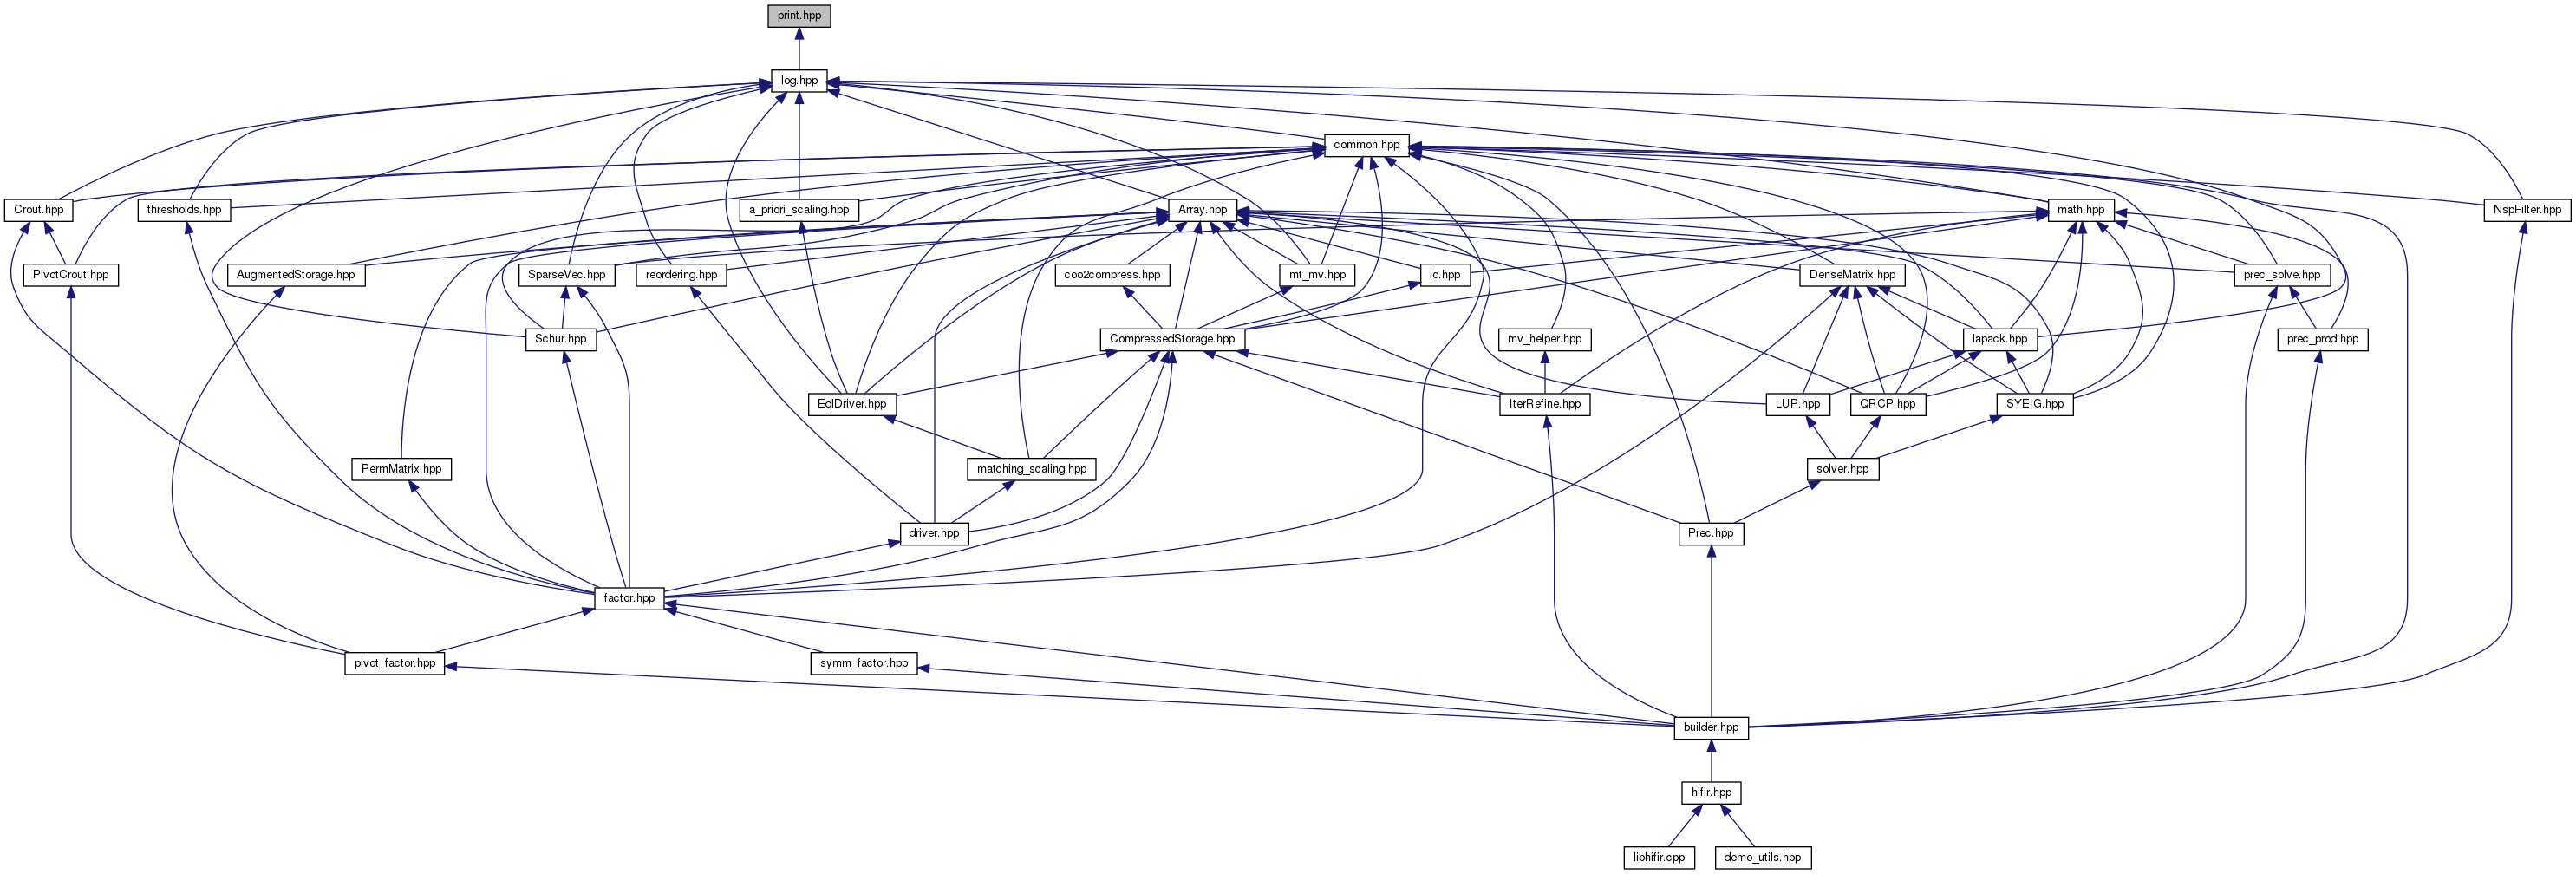 print.hpp
log.hpp
common.hpp
Crout.hpp
thresholds.hpp
a_priori_scaling.hpp
Array.hpp
math.hpp
NspFilter.hpp
PivotCrout.hpp
AugmentedStorage.hpp
SparseVec.hpp
reordering.hpp
coo2compress.hpp
mt_mv.hpp
io.hpp
DenseMatrix.hpp
prec_solve.hpp
Schur.hpp
CompressedStorage.hpp
mv_helper.hpp
lapack.hpp
prec_prod.hpp
EqlDriver.hpp
IterRefine.hpp
LUP.hpp
QRCP.hpp
SYEIG.hpp
PermMatrix.hpp
matching_scaling.hpp
solver.hpp
driver.hpp
Prec.hpp
factor.hpp
pivot_factor.hpp
symm_factor.hpp
builder.hpp
hifir.hpp
libhifir.cpp
demo_utils.hpp